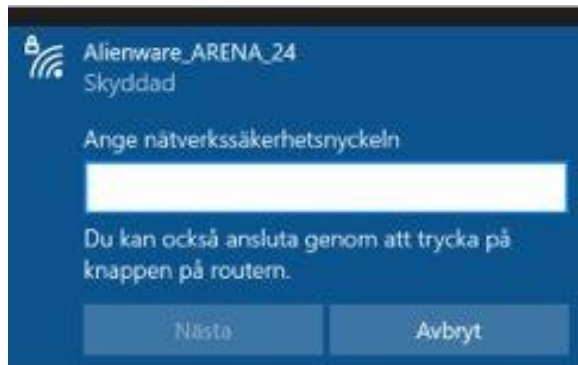 Alienware_ARENA_24
Skyddad
Ange nätverkssäkerhetsnyckeln
Du kan också ansluta genom att trycka på
knappen på routern.
Nästa
Avbryt